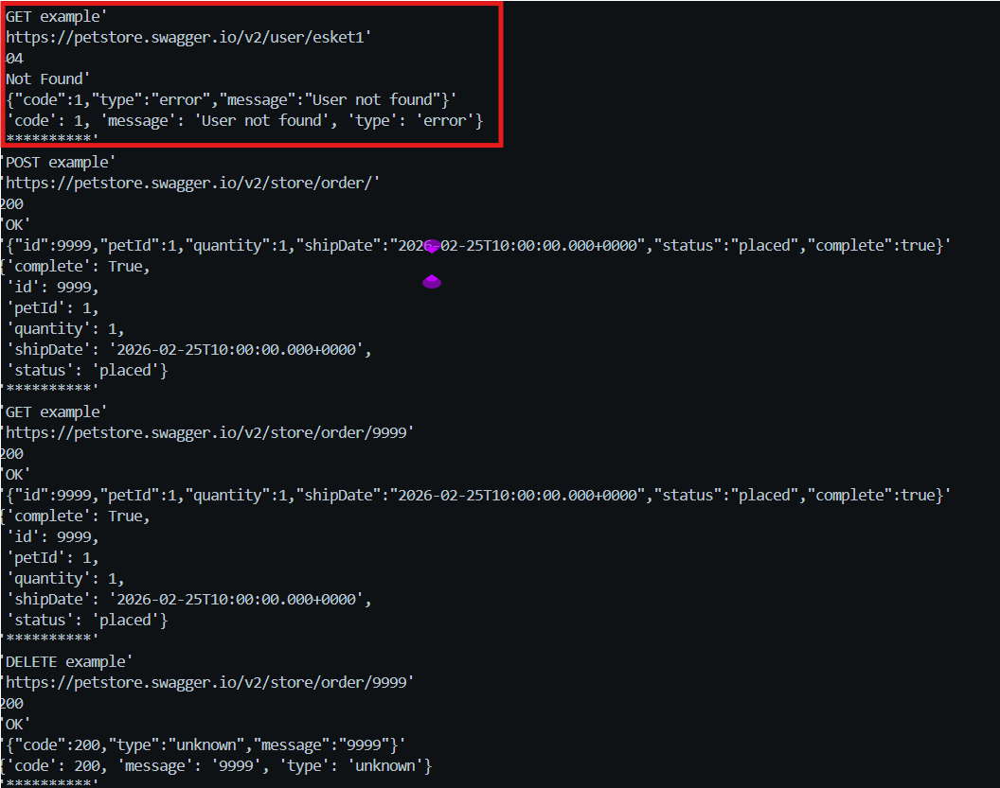 GET example'
https://petstore.swagger.io/v2/user/esket1'
04
Not Found'
{"code":1,"type":"error","message":"User not found"}'
'code': 1, 'message': 'User not found', 'type': 'error'}
**********'
'POST example'
'https://petstore.swagger.io/v2/store/order/'
200
'OK'
'{"id":9999,"petId":1,"quantity":1,"shipDate":"2026-02-25T10:00:00.000+0000","status":"placed","complete":true}'
{'complete': True,
'id': 9999,
'petId': 1,
'quantity': 1,
'shipDate': '2026-02-25T10:00:00.000+0000',
'status': 'placed'}
'**********'
'GET example'
'https://petstore.swagger.io/v2/store/order/9999'
200
'OK'
'{"id":9999,"petId":1,"quantity":1,"shipDate":"2026-02-25T10:00:00.000+0000","status":"placed","complete":true}'
{'complete': True,
'id': 9999,
'petId': 1,
'quantity': 1,
'shipDate': '2026-02-25T10:00:00.000+0000',
'status': 'placed'}
'**********'
'DELETE example'
'https://petstore.swagger.io/v2/store/order/9999'
200
'OK'
'{"code":200,"type":"unknown","message":"9999"}'
{'code': 200, 'message': '9999', 'type': 'unknown'}
'**********'